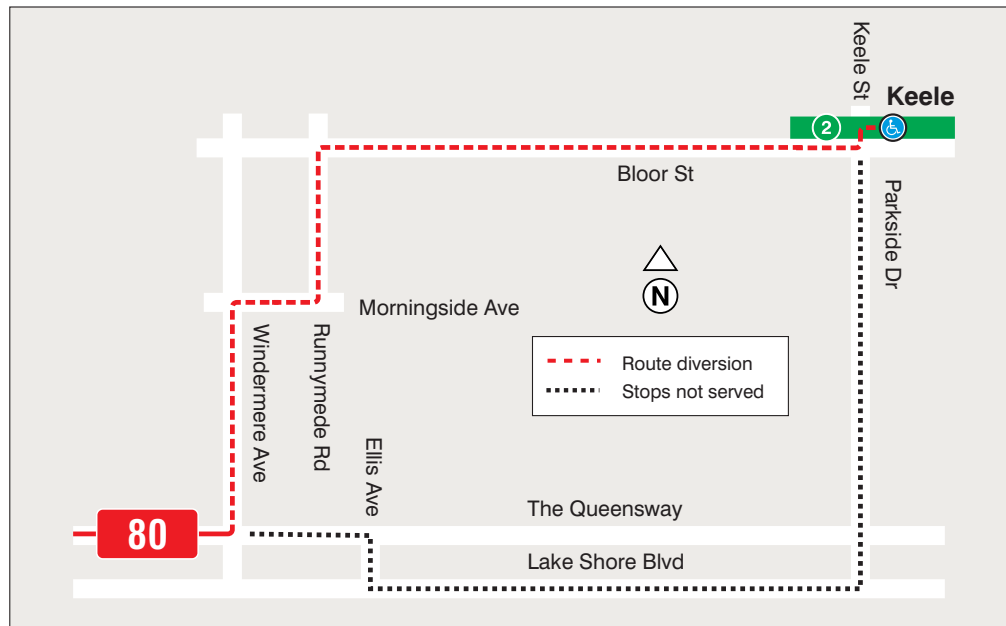 Keele St
Keele
2
Bloor St
Parkside Dr
N
Morningside Ave
Windermere Ave
Runnymede Rd
Route diversion
Stops not served
Ellis Ave
The Queensway
80
Lake Shore Blvd